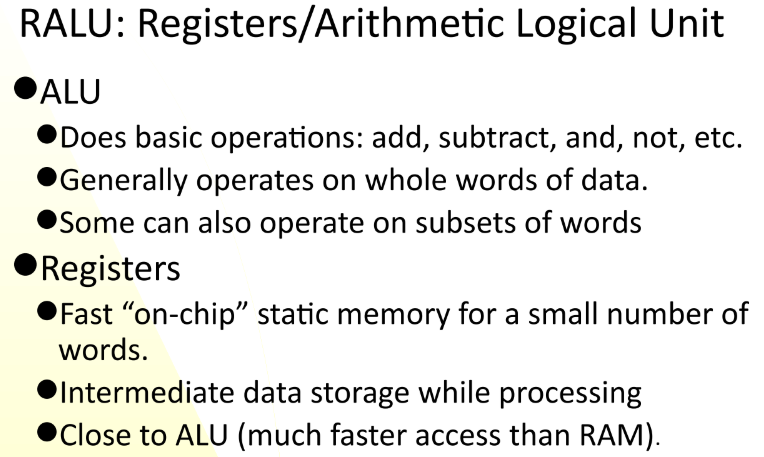 RALU: Registers/Arithmetic Logical Unit
●ALU
●Does basic operations: add, subtract, and, not, etc.
●Generally operates on whole words of data.
●Some can also operate on subsets of words
●Registers
●Fast “on-chip” static memory for a small number of
words.
●Intermediate data storage while processing
●Close to ALU (much faster access than RAM).